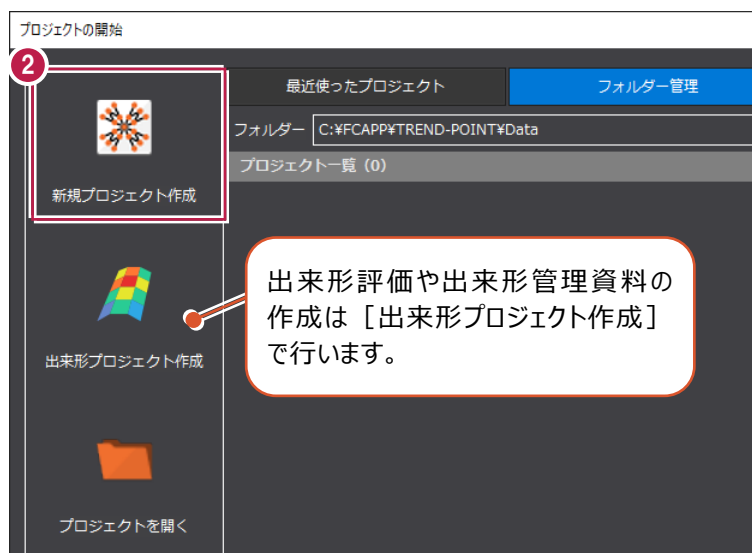 プロジェクトの開始
2
最近使ったプロジェクト
フォルダー管理
フォルダー C:¥FCAPP¥TREND-POINT¥Data
プロジェクト一覧 (0)
新規プロジェクト作成
出来形評価や出来形管理資料の
作成は［出来形プロジェクト作成］
で行います。
出来形プロジェクト作成
プロジェクトを開く